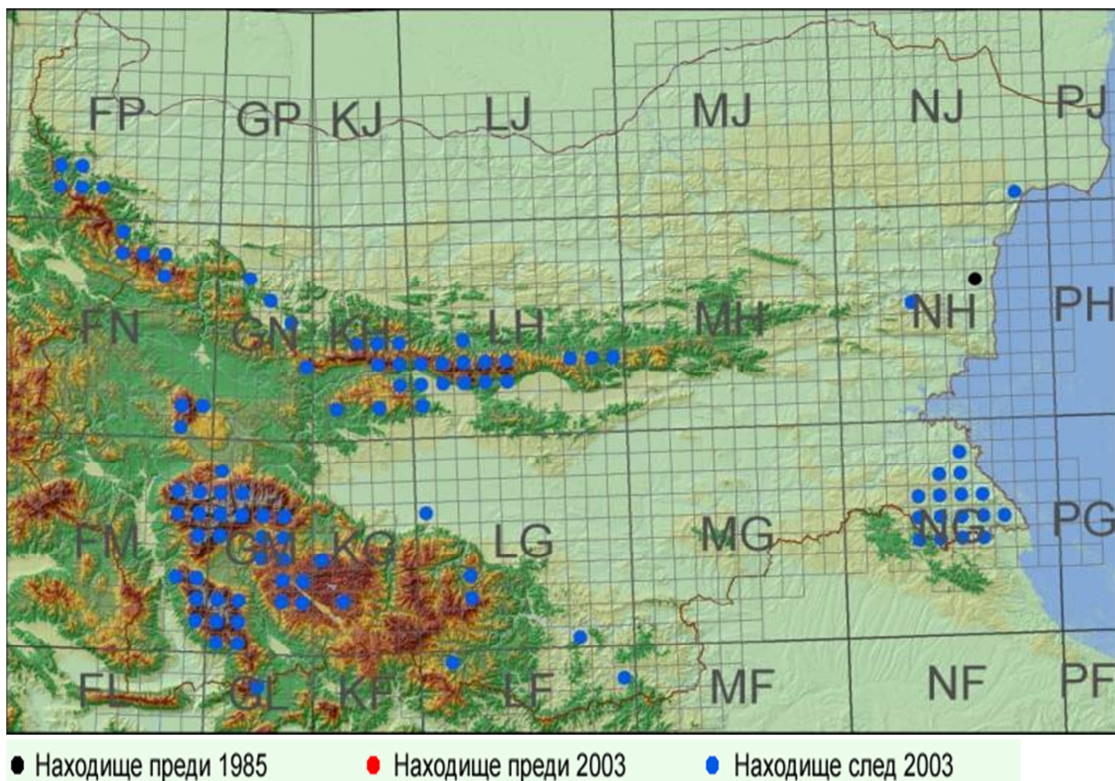 FP GP KJ LJ MJ NJ PJ
FN GN KH LH MH NH PH
FM GM KG LG MG NG PG
FL GL KF LF MF NF PF
Находище преди 1985 Находище преди 2003 Находище след 2003